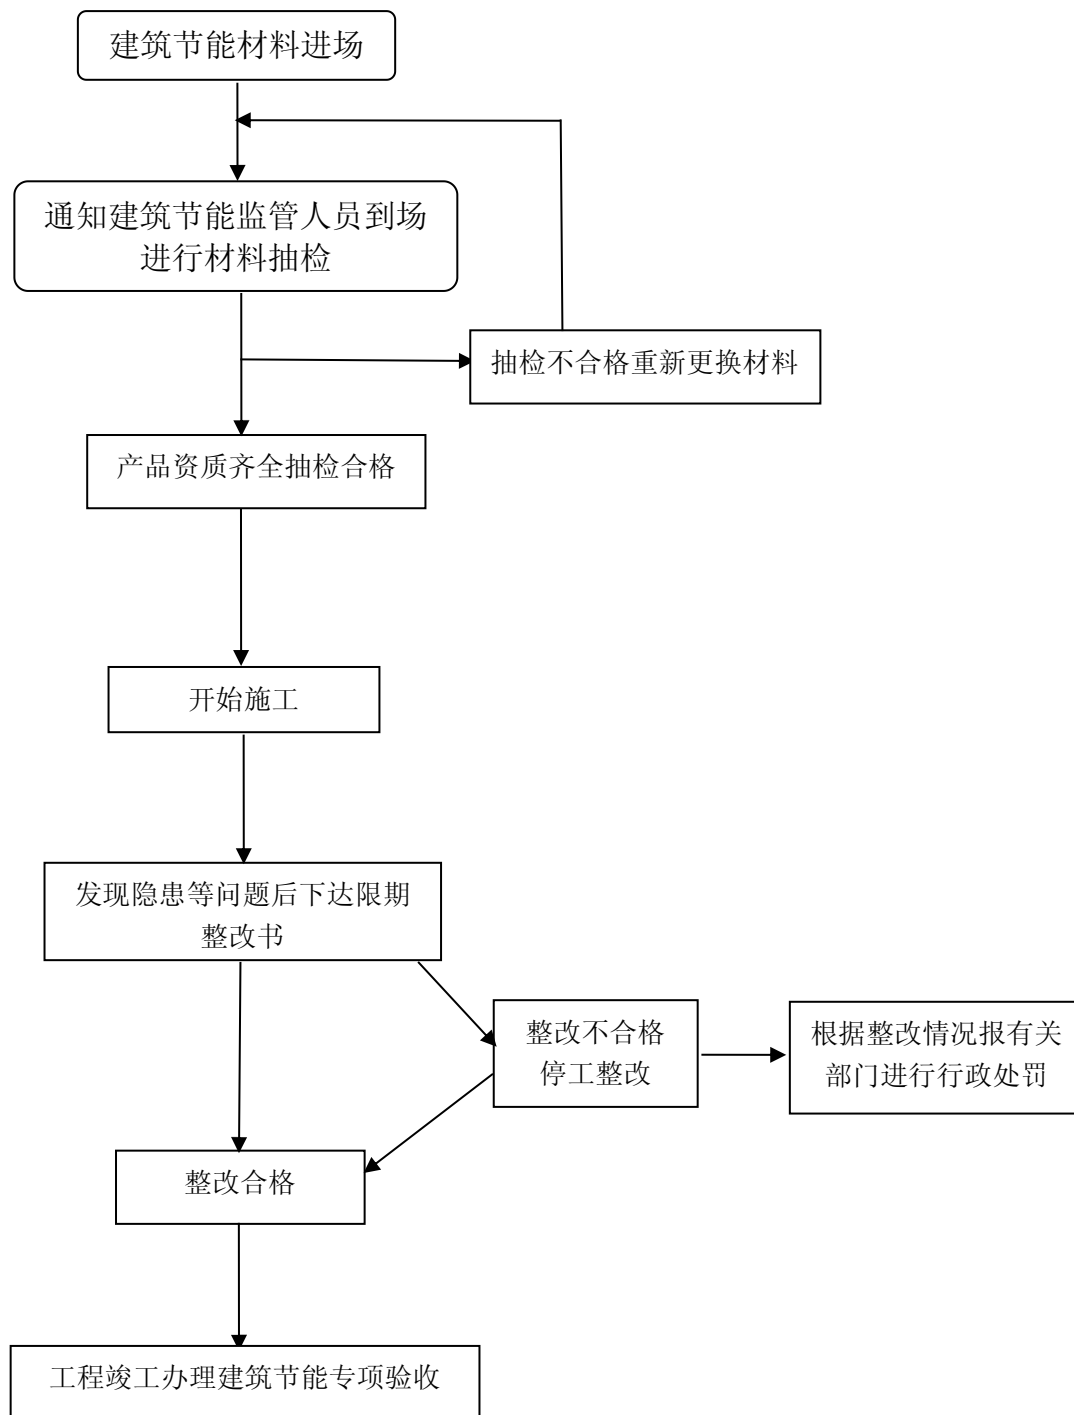 建筑节能材料进场
通知建筑节能监管人员到场
进行材料抽检
抽检不合格重新更换材料
产品资质齐全抽检合格
开始施工
发现隐患等问题后下达限期
整改书
整改不合格
停工整改
根据整改情况报有关
部门进行行政处罚
整改合格
工程竣工办理建筑节能专项验收